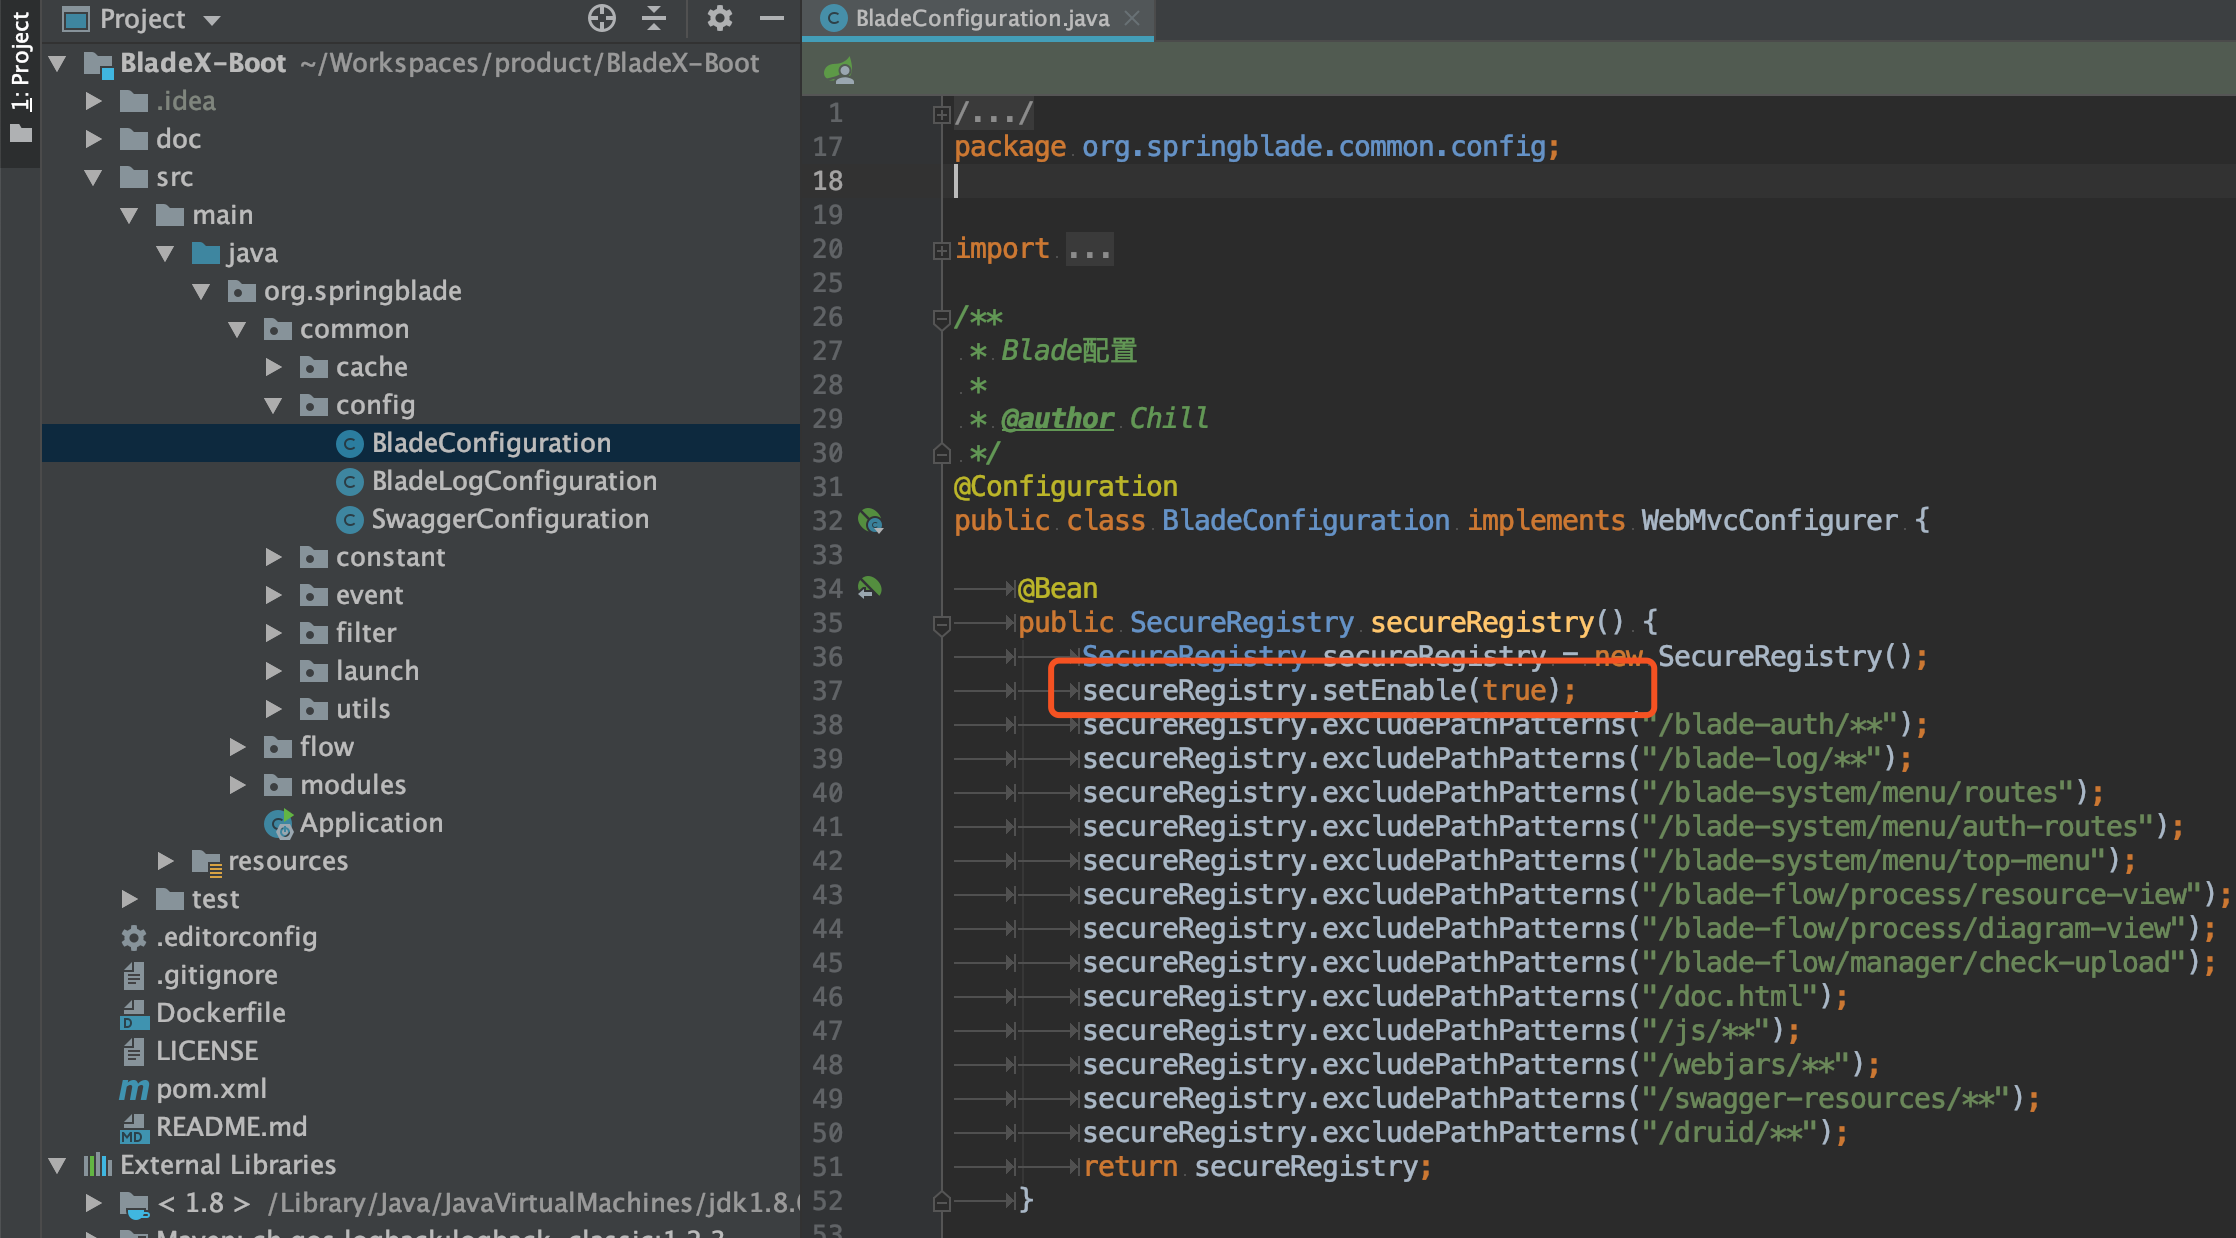 1: Project
Project
BladeX-Boot ~/Workspaces/product/BladeX-Boot
.idea
doc
src
main
java
org.springblade
common
cache
config
BladeConfiguration
BladeLogConfiguration
SwaggerConfiguration
constant
event
filter
launch
utils
flow
modules
Application
resources
test
.editorconfig
.gitignore
Dockerfile
LICENSE
pom.xml
README.md
External Libraries
< 1.8 > /Library/Java/JavaVirtualMachines/jdk1.8.
BladeConfiguration.java
1 /.../
17 package org.springblade.common.config;
18
19
20 import ...
25
26 /**
27 * Blade配置
28 *
29 * @author Chill
30 */
31 @Configuration
32 public class BladeConfiguration implements WebMvcConfigurer {
33
34 @Bean
35 public SecureRegistry secureRegistry() {
36 SecureRegistry secureRegistry = new SecureRegistry();
37 secureRegistry.setEnable(true);
38 secureRegistry.excludePathPatterns("/blade-auth/**");
39 secureRegistry.excludePathPatterns("/blade-log/**");
40 secureRegistry.excludePathPatterns("/blade-system/menu/routes");
41 secureRegistry.excludePathPatterns("/blade-system/menu/auth-routes");
42 secureRegistry.excludePathPatterns("/blade-system/menu/top-menu");
43 secureRegistry.excludePathPatterns("/blade-flow/process/resource-view");
44 secureRegistry.excludePathPatterns("/blade-flow/process/diagram-view");
45 secureRegistry.excludePathPatterns("/blade-flow/manager/check-upload");
46 secureRegistry.excludePathPatterns("/doc.html");
47 secureRegistry.excludePathPatterns("/js/**");
48 secureRegistry.excludePathPatterns("/webjars/**");
49 secureRegistry.excludePathPatterns("/swagger-resources/**");
50 secureRegistry.excludePathPatterns("/druid/**");
51 return secureRegistry;
52 }
53